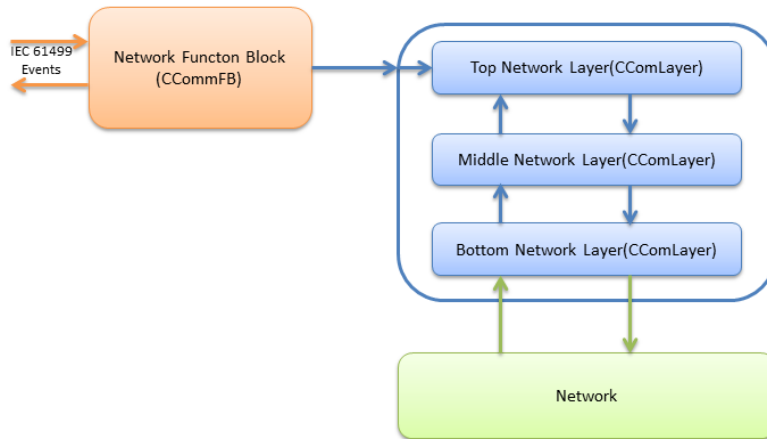 IEC 61499
Events
Network Functon Block
(CCommFB)
Top Network Layer(CComLayer)
Middle Network Layer(CComLayer)
Bottom Network Layer(CComLayer)
Network